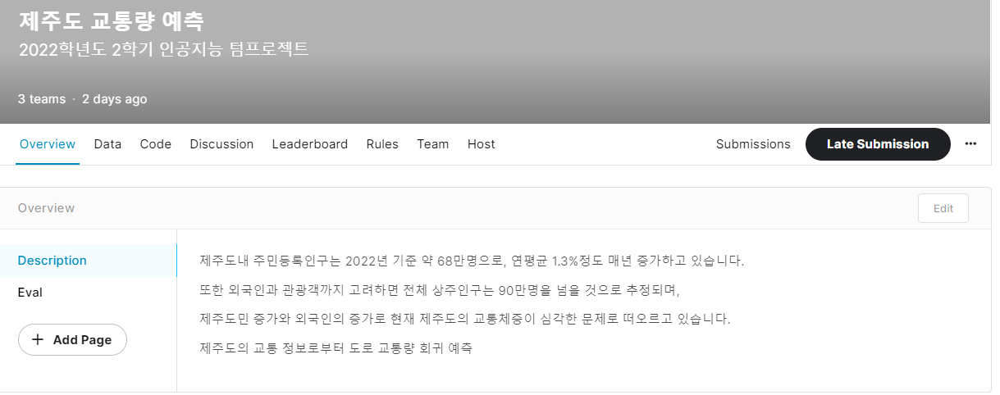 제주도 교통량 예측
2022학년도 2학기 인공지능 텀프로젝트
3 teams · 2 days ago
Overview Data Code Discussion Leaderboard Rules Team Host Submissions Late Submission ···
Overview Edit
Description
Eval
+ Add Page
제주도내 주민등록인구는 2022년 기준 약 68만명으로, 연평균 1.3%정도 매년 증가하고 있습니다.
또한 외국인과 관광객까지 고려하면 전체 상주인구는 90만명을 넘을 것으로 추정되며,
제주도민 증가와 외국인의 증가로 현재 제주도의 교통체증이 심각한 문제로 떠오르고 있습니다.
제주도의 교통 정보로부터 도로 교통량 회귀 예측